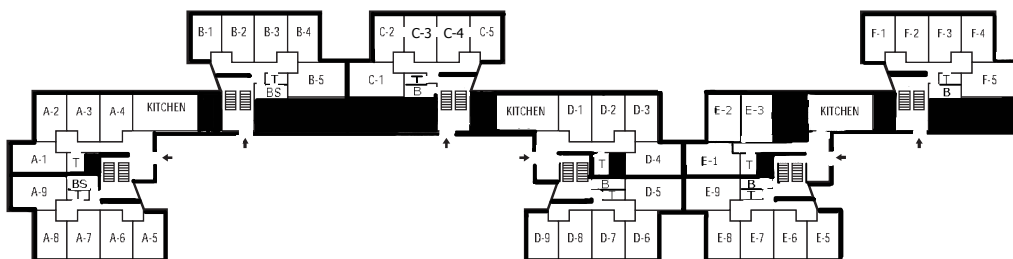 B-1 B-2 B-3 B-4 C-2 C-3 C-4 C-5 F-1 F-2 F-3 F-4
T B-5 C-1 T T F-5
BS B B
A-2 A-3 A-4 KITCHEN KITCHEN D-1 D-2 D-3 E-2 E-3 KITCHEN
A-1 T T D-4 E-1 T
A-9 BS B D-5 E-9 B
T T T
A-8 A-7 A-6 A-5 D-9 D-8 D-7 D-6 E-8 E-7 E-6 E-5